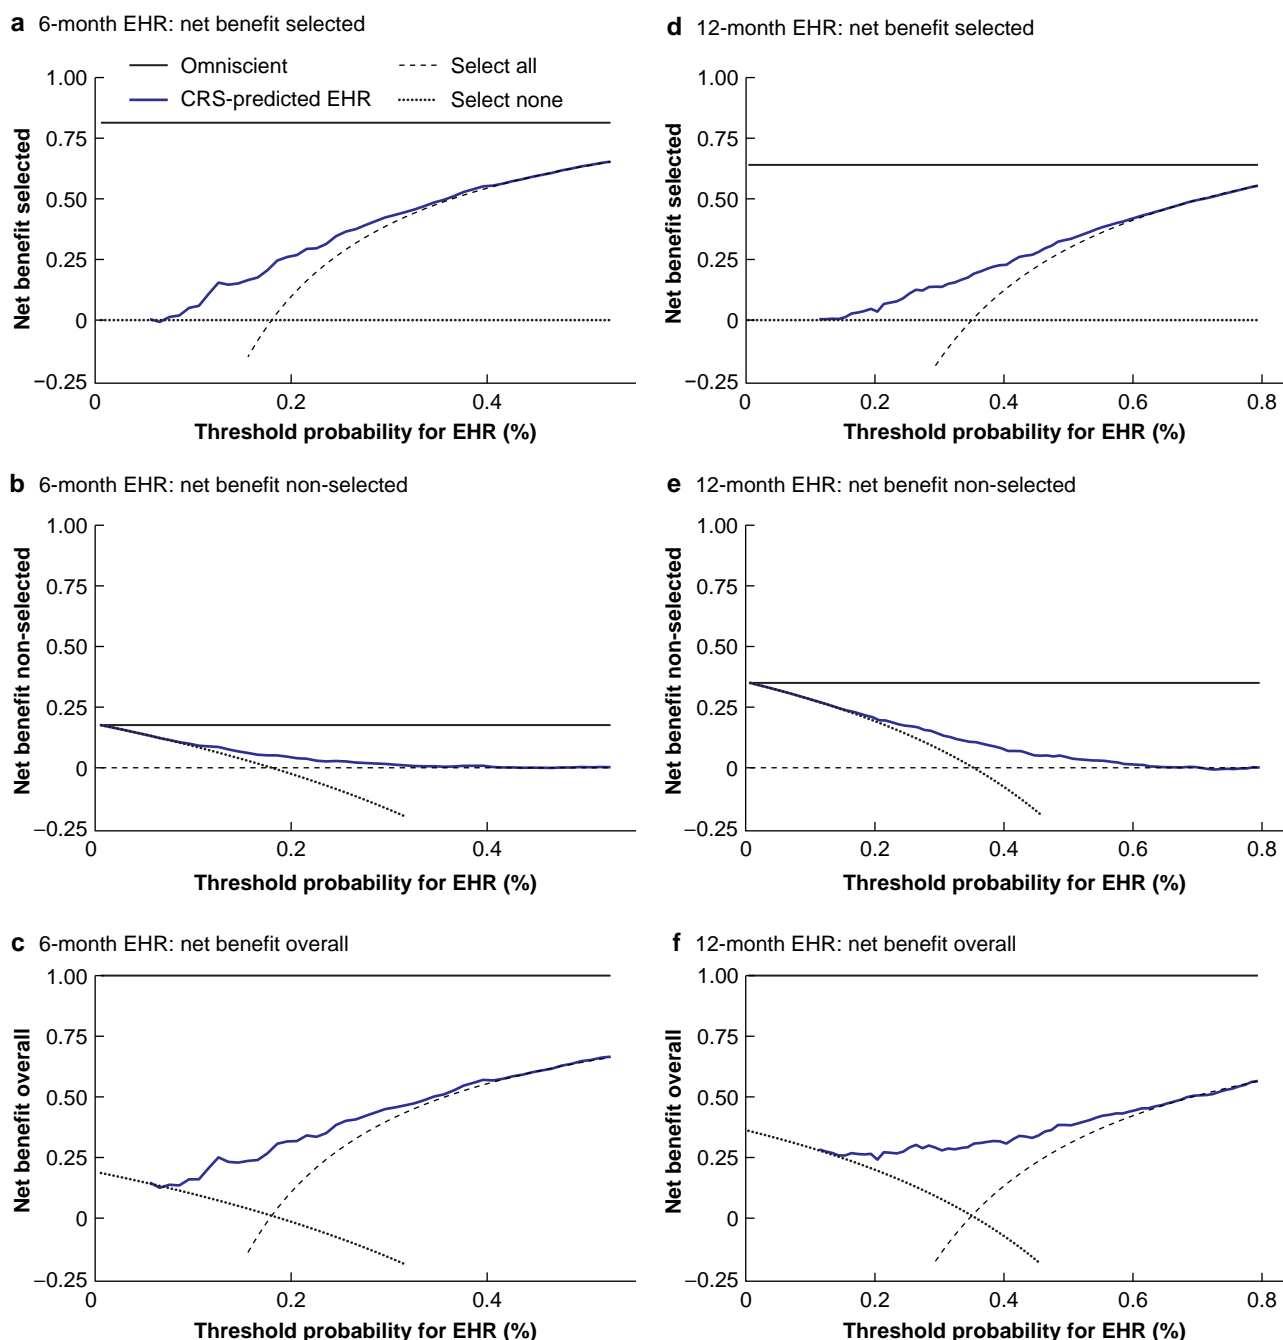 a 6-month EHR: net benefit selected
Omniscient
CRS-predicted EHR
Select all
Select none
1.00
0.75
0.50
0.25
0
−0.25
Net benefit selected
0 0.2 0.4
Threshold probability for EHR (%)
d 12-month EHR: net benefit selected
1.00
0.75
0.50
0.25
0
−0.25
Net benefit selected
0 0.2 0.4 0.6 0.8
Threshold probability for EHR (%)
b 6-month EHR: net benefit non-selected
1.00
0.75
0.50
0.25
0
−0.25
Net benefit non-selected
0 0.2 0.4
Threshold probability for EHR (%)
e 12-month EHR: net benefit non-selected
1.00
0.75
0.50
0.25
0
−0.25
Net benefit non-selected
0 0.2 0.4 0.6 0.8
Threshold probability for EHR (%)
c 6-month EHR: net benefit overall
1.00
0.75
0.50
0.25
0
−0.25
Net benefit overall
0 0.2 0.4
Threshold probability for EHR (%)
f 12-month EHR: net benefit overall
1.00
0.75
0.50
0.25
0
−0.25
Net benefit overall
0 0.2 0.4 0.6 0.8
Threshold probability for EHR (%)